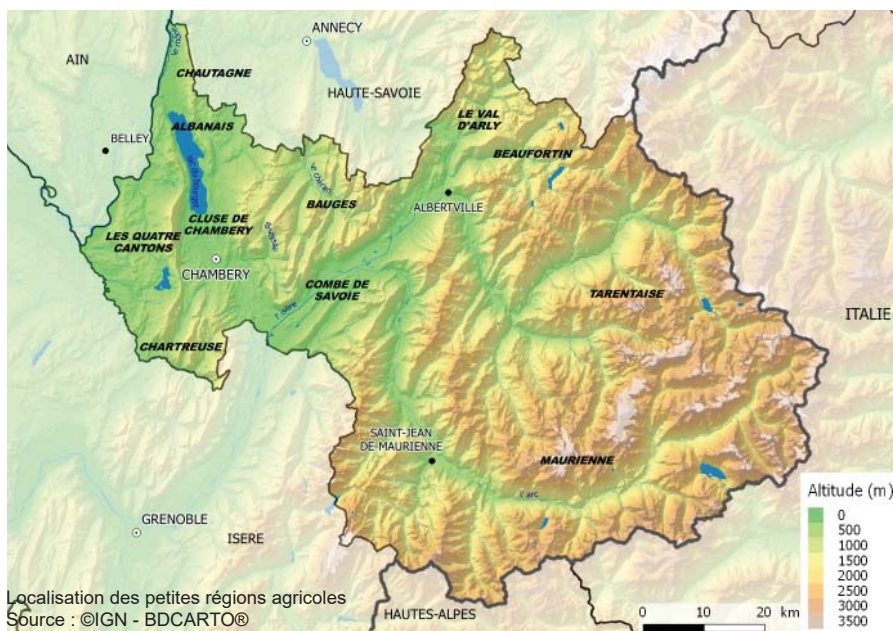 ANNECY
AIN
CHAUTAGNE
HAUTE-SAVOIE
ALBANAIS
LE VAL
D'ARLY
BELLEY
BEAUFORTIN
BAUGES
ALBERTVILLE
CLUSE DE
CHAMBERY
LES QUATRE
CANTONS
CHAMBERY
COMBE DE
SAVOIE
TARENTAISE
l'Isère
ITALIE
CHARTREUSE
SAINT-JEAN
DE-MAURIENNE
MAURIENNE
l'arc
GRENOBLE
ISERE
HAUTES-ALPES
Altitude (m)
0
500
1000
1500
2000
2500
3000
3500
Localisation des petites régions agricoles
Source : ©IGN - BDCARTO®
0 10 20 km